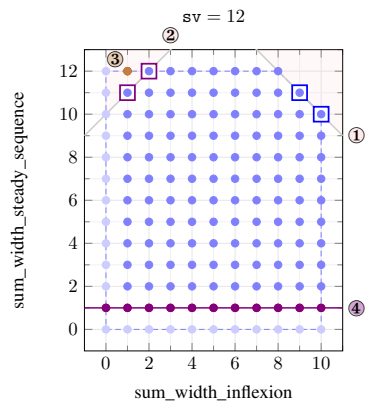 sv = 12
②
③
12
10
①
8
6
4
2
④
0
0 2 4 6 8 10
sum_width_inflexion
sum_width_steady_sequence